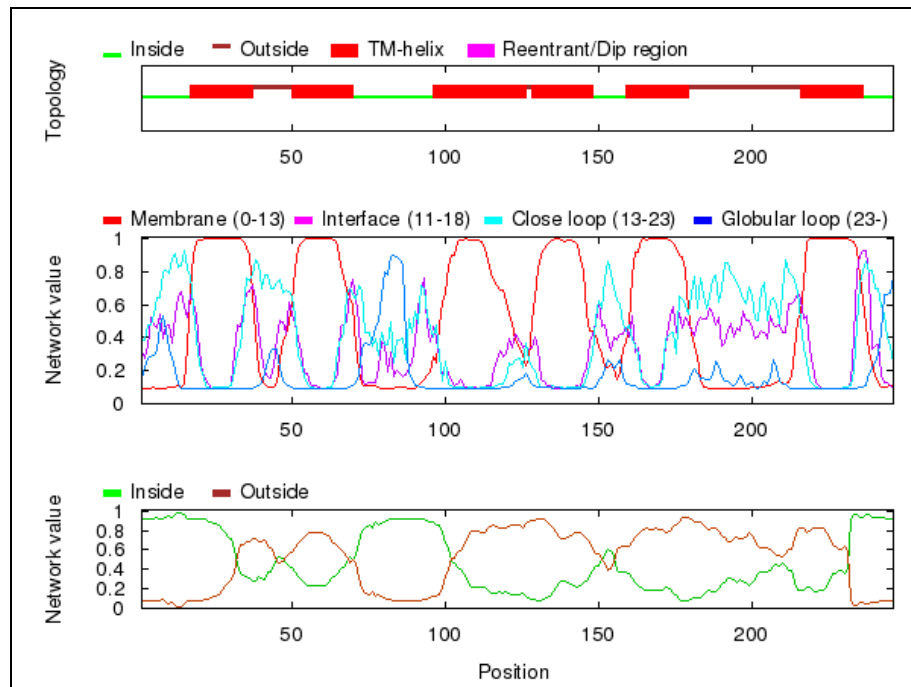 Inside Outside TM-helix Reentrant/Dip region
Topology
50 100 150 200
Membrane (0-13) Interface (11-18) Close loop (13-23) Globular loop (23-)
Network value
1
0.8
0.6
0.4
0.2
0
50 100 150 200
Inside Outside
Network value
1
0.8
0.6
0.4
0.2
0
50 100 150 200
Position